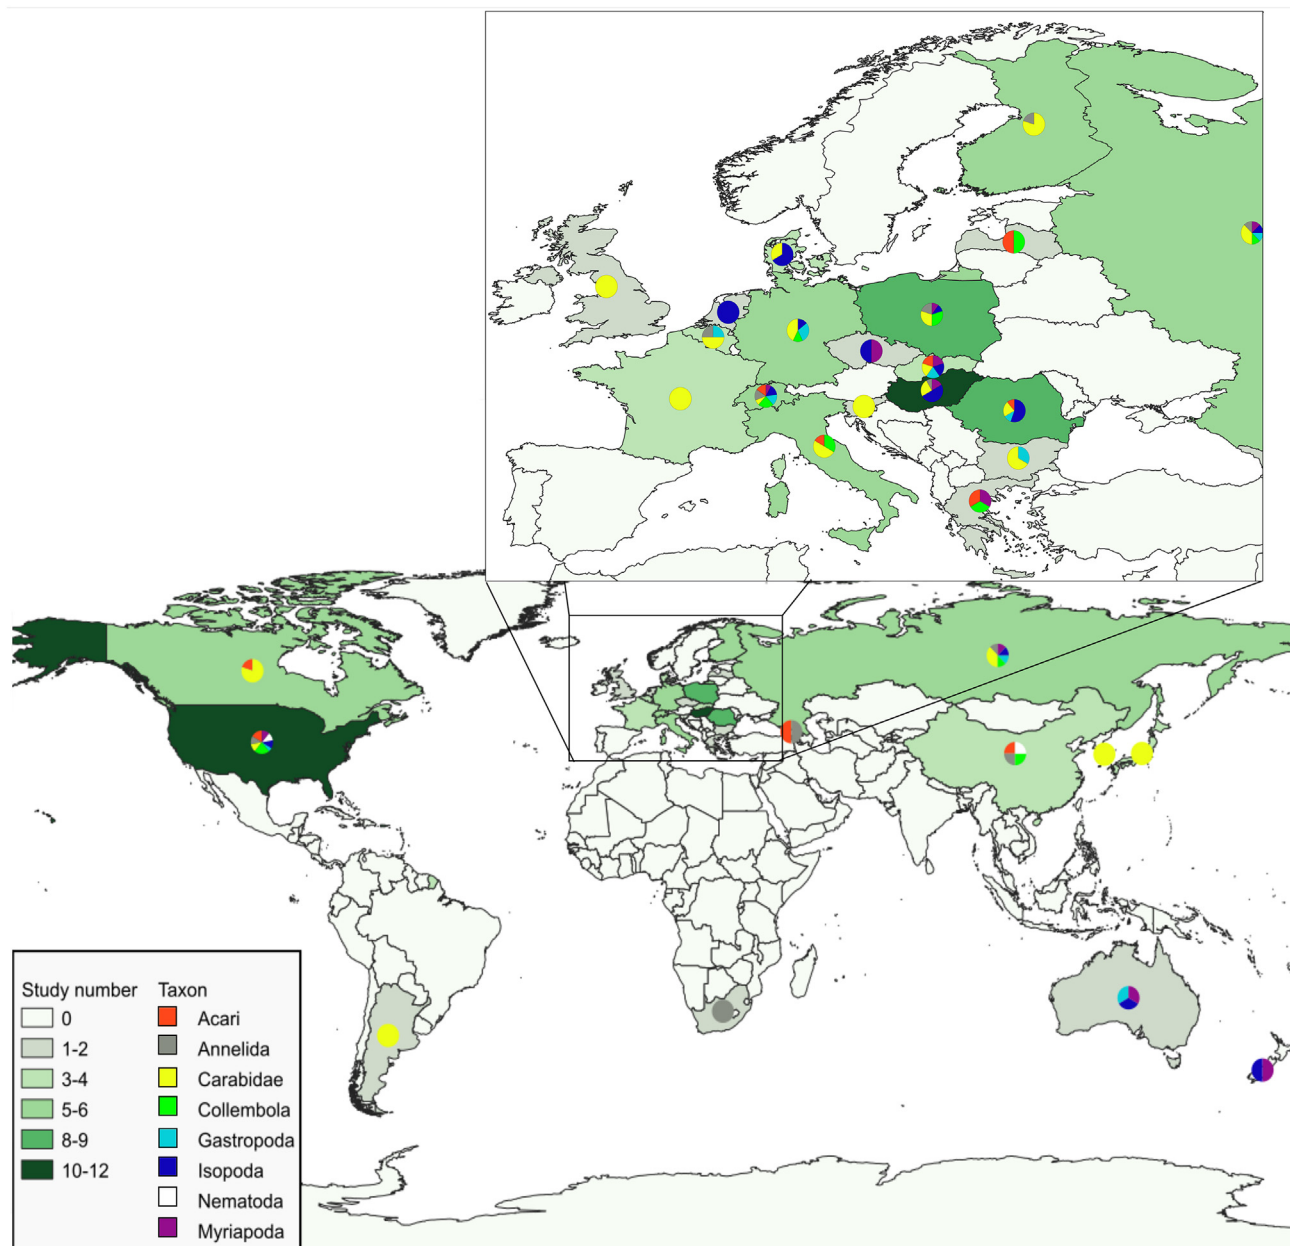 Study number Taxon
0 Acari
1-2 Annelida
3-4 Carabidae
5-6 Collembola
8-9 Gastropoda
10-12 Isopoda
Nematoda
Myriapoda